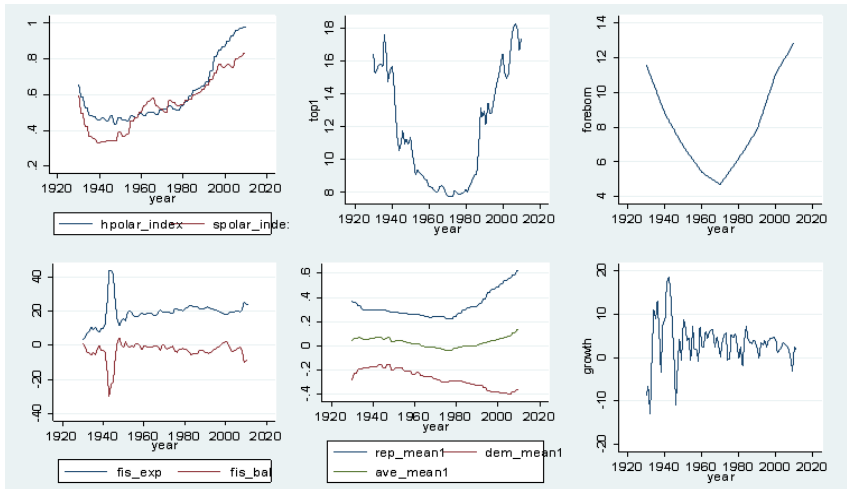 1
.8
.6
.4
.2
1920 1940 1960 1980 2000 2020
year
hpolar_index spolar_inde:
top1
18
16
14
12
10
8
1920 1940 1960 1980 2000 2020
year
foreborn
14
12
10
8
6
4
1920 1940 1960 1980 2000 2020
year
40
20
0
-20
-40
1920 1940 1960 1980 2000 2020
year
fis_exp fis_bal
.6
.4
.2
0
-.2
-.4
1920 1940 1960 1980 2000 2020
year
rep_mean1 dem_mean1
ave_mean1
growth
20
10
0
-10
-20
1920 1940 1960 1980 2000 2020
year